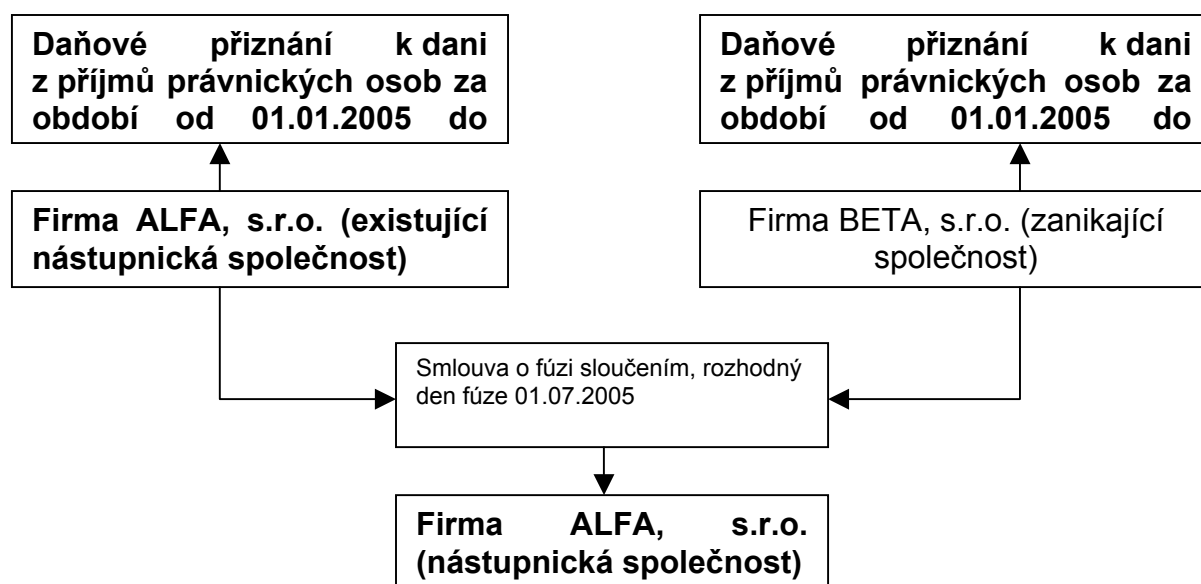 Daňové přiznání k dani
z příjmů právnických osob za
období od 01.01.2005 do
Daňové přiznání k dani
z příjmů právnických osob za
období od 01.01.2005 do
Firma ALFA, s.r.o. (existující
nástupnická společnost)
Firma BETA, s.r.o. (zanikající
společnost)
Smlouva o fúzi sloučením, rozhodný
den fúze 01.07.2005
Firma ALFA, s.r.o.
(nástupnická společnost)